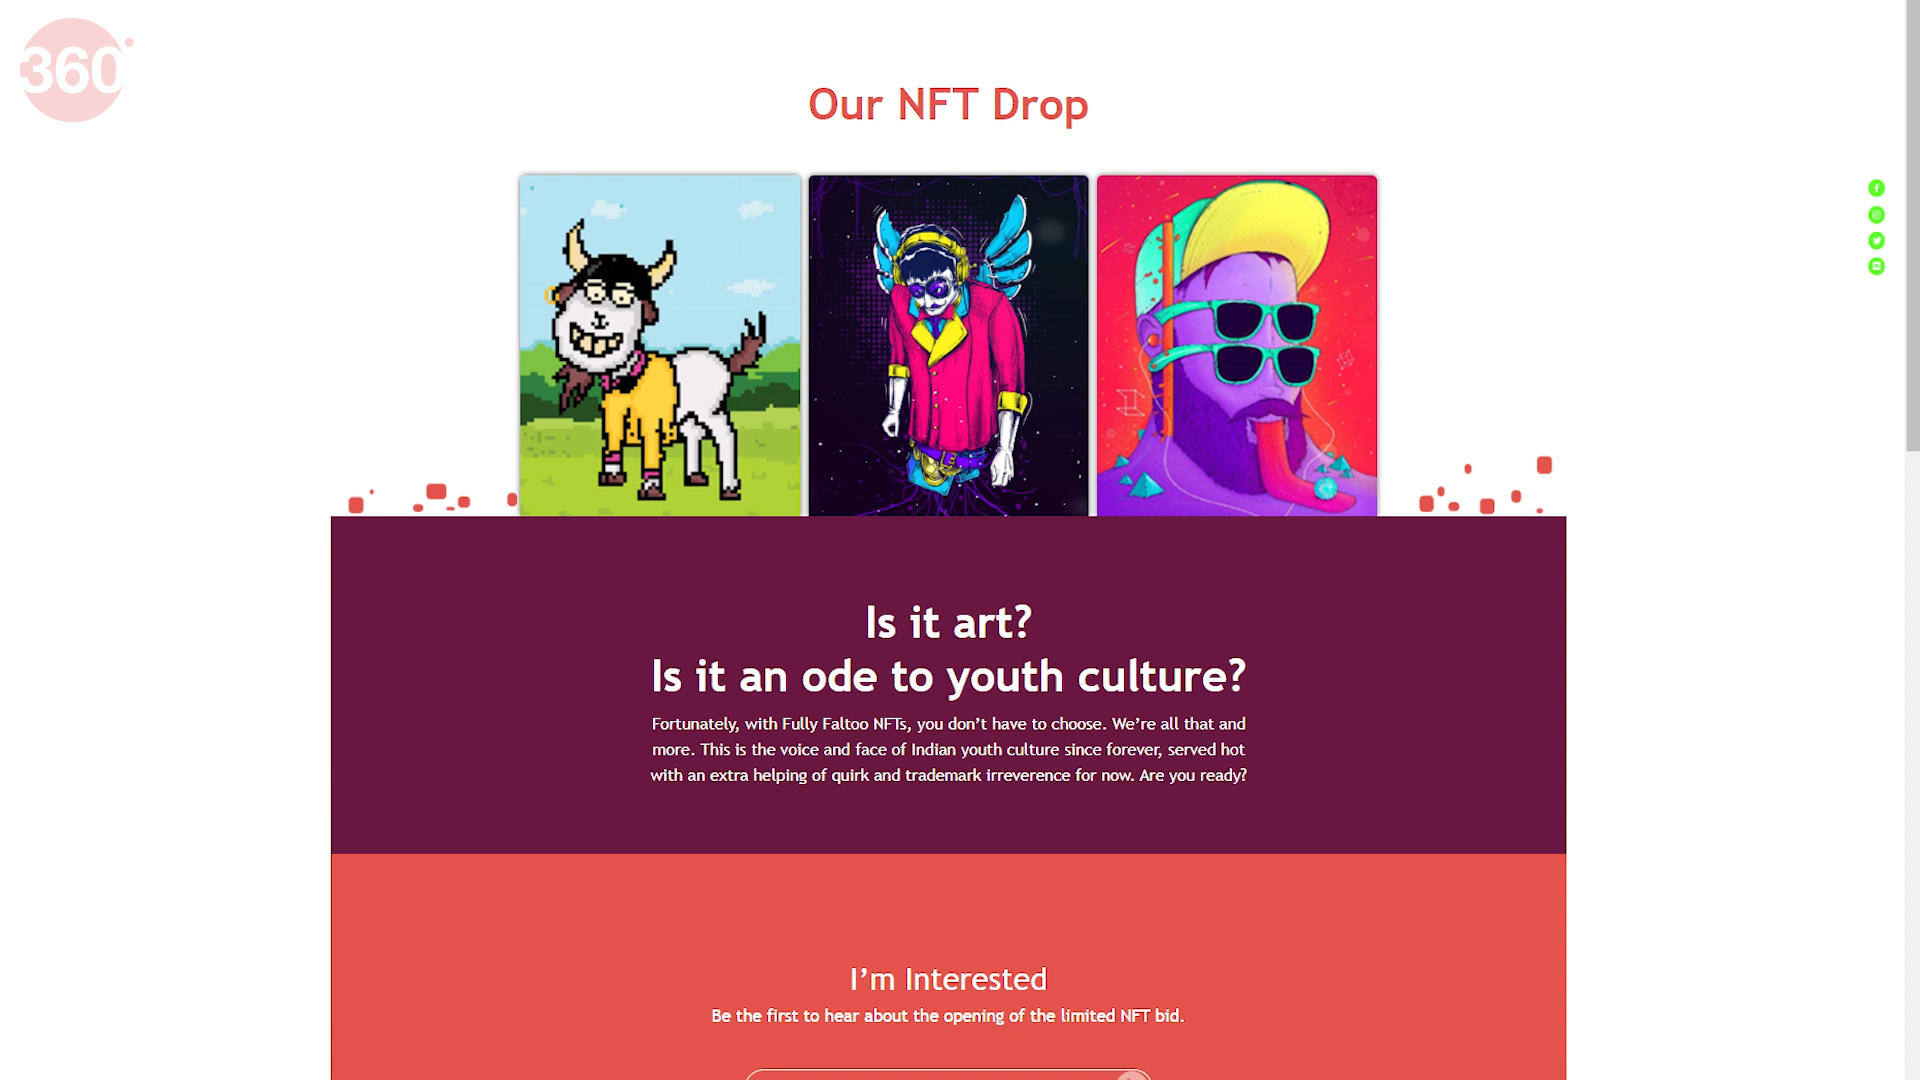 360°
Our NFT Drop
Is it art?
Is it an ode to youth culture?
Fortunately, with Fully Faltoo NFTs, you don’t have to choose. We’re all that and
more. This is the voice and face of Indian youth culture since forever, served hot
with an extra helping of quirk and trademark irreverence for now. Are you ready?
I’m Interested
Be the first to hear about the opening of the limited NFT bid.